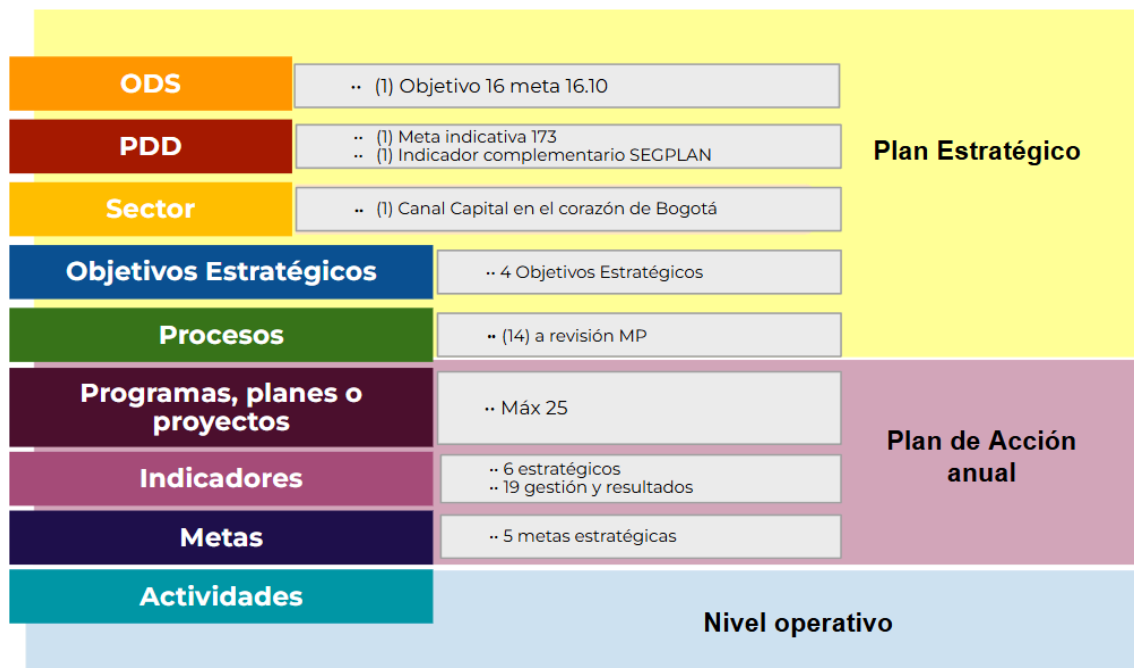 ODS
·· (1) Objetivo 16 meta 16.10
PDD
·· (1) Meta indicativa 173
·· (1) Indicador complementario SEGPLAN
Plan Estratégico
Sector
·· (1) Canal Capital en el corazón de Bogotá
Objetivos Estratégicos
·· 4 Objetivos Estratégicos
Procesos
·· (14) a revisión MP
Programas, planes o
proyectos
·· Máx 25
Plan de Acción
anual
Indicadores
·· 6 estratégicos
·· 19 gestión y resultados
Metas
·· 5 metas estratégicas
Actividades
Nivel operativo